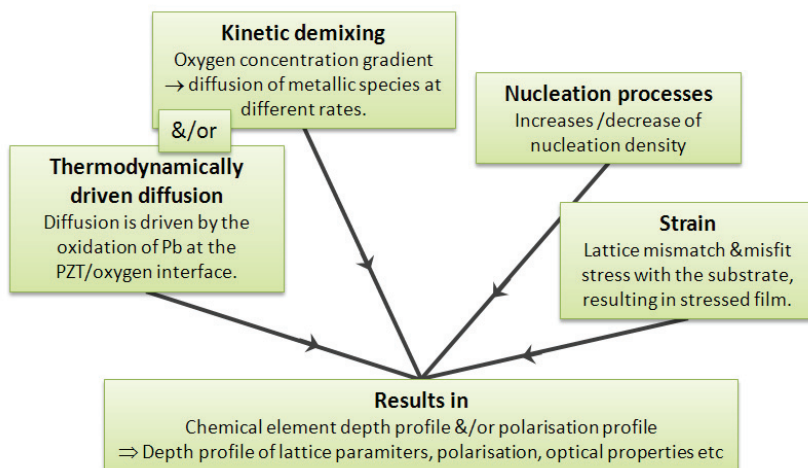 Kinetic demixing
Oxygen concentration gradient
→ diffusion of metallic species at
different rates.
&/or
Thermodynamically
driven diffusion
Diffusion is driven by the
oxidation of Pb at the
PZT/oxygen interface.
Nucleation processes
Increases /decrease of
nucleation density
Strain
Lattice mismatch &misfit
stress with the substrate,
resulting in stressed film.
Results in
Chemical element depth profile &/or polarisation profile
⇒ Depth profile of lattice paramiters, polarisation, optical properties etc